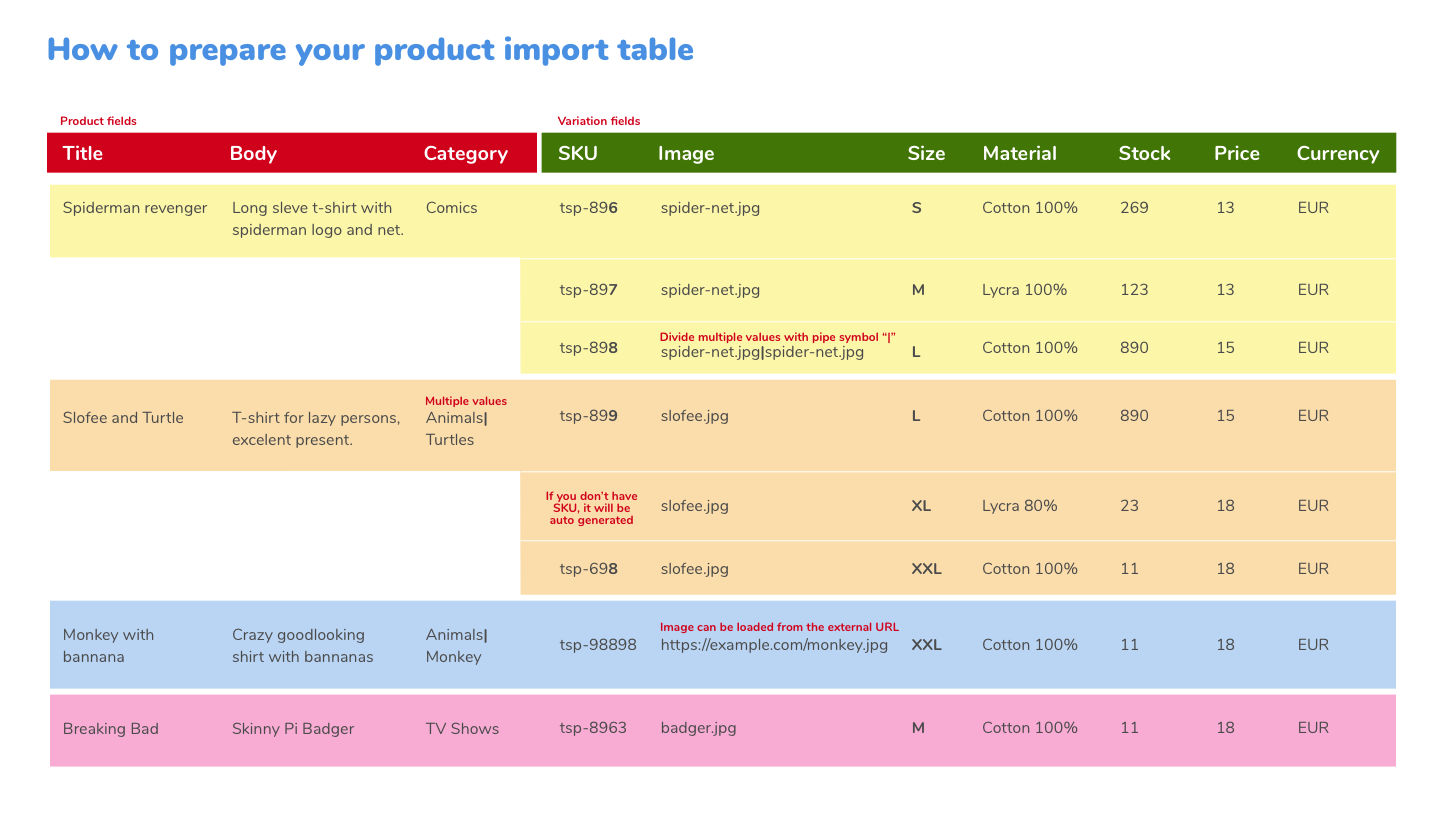 How to prepare your product import table
Product fields Variation fields
Title Body Category SKU Image Size Material Stock Price Currency
Spiderman revenger Long sleve t-shirt with Comics tsp-896 spider-net.jpg S Cotton 100% 269 13 EUR
spiderman logo and net.
tsp-897 spider-net.jpg M Lycra 100% 123 13 EUR
Divide multiple values with pipe symbol “|”
tsp-898 spider-net.jpg|spider-net.jpg L Cotton 100% 890 15 EUR
Multiple values
Slofee and Turtle T-shirt for lazy persons, Animals| tsp-899 slofee.jpg L Cotton 100% 890 15 EUR
excelent present. Turtles
If you don’t have
SKU, it will be slofee.jpg XL Lycra 80% 23 18 EUR
auto generated
tsp-698 slofee.jpg XXL Cotton 100% 11 18 EUR
Image can be loaded from the external URL
Monkey with Crazy goodlooking Animals| tsp-98898 https://example.com/monkey.jpg XXL Cotton 100% 11 18 EUR
bannana shirt with bannanas Monkey
Breaking Bad Skinny Pi Badger TV Shows tsp-8963 badger.jpg M Cotton 100% 11 18 EUR